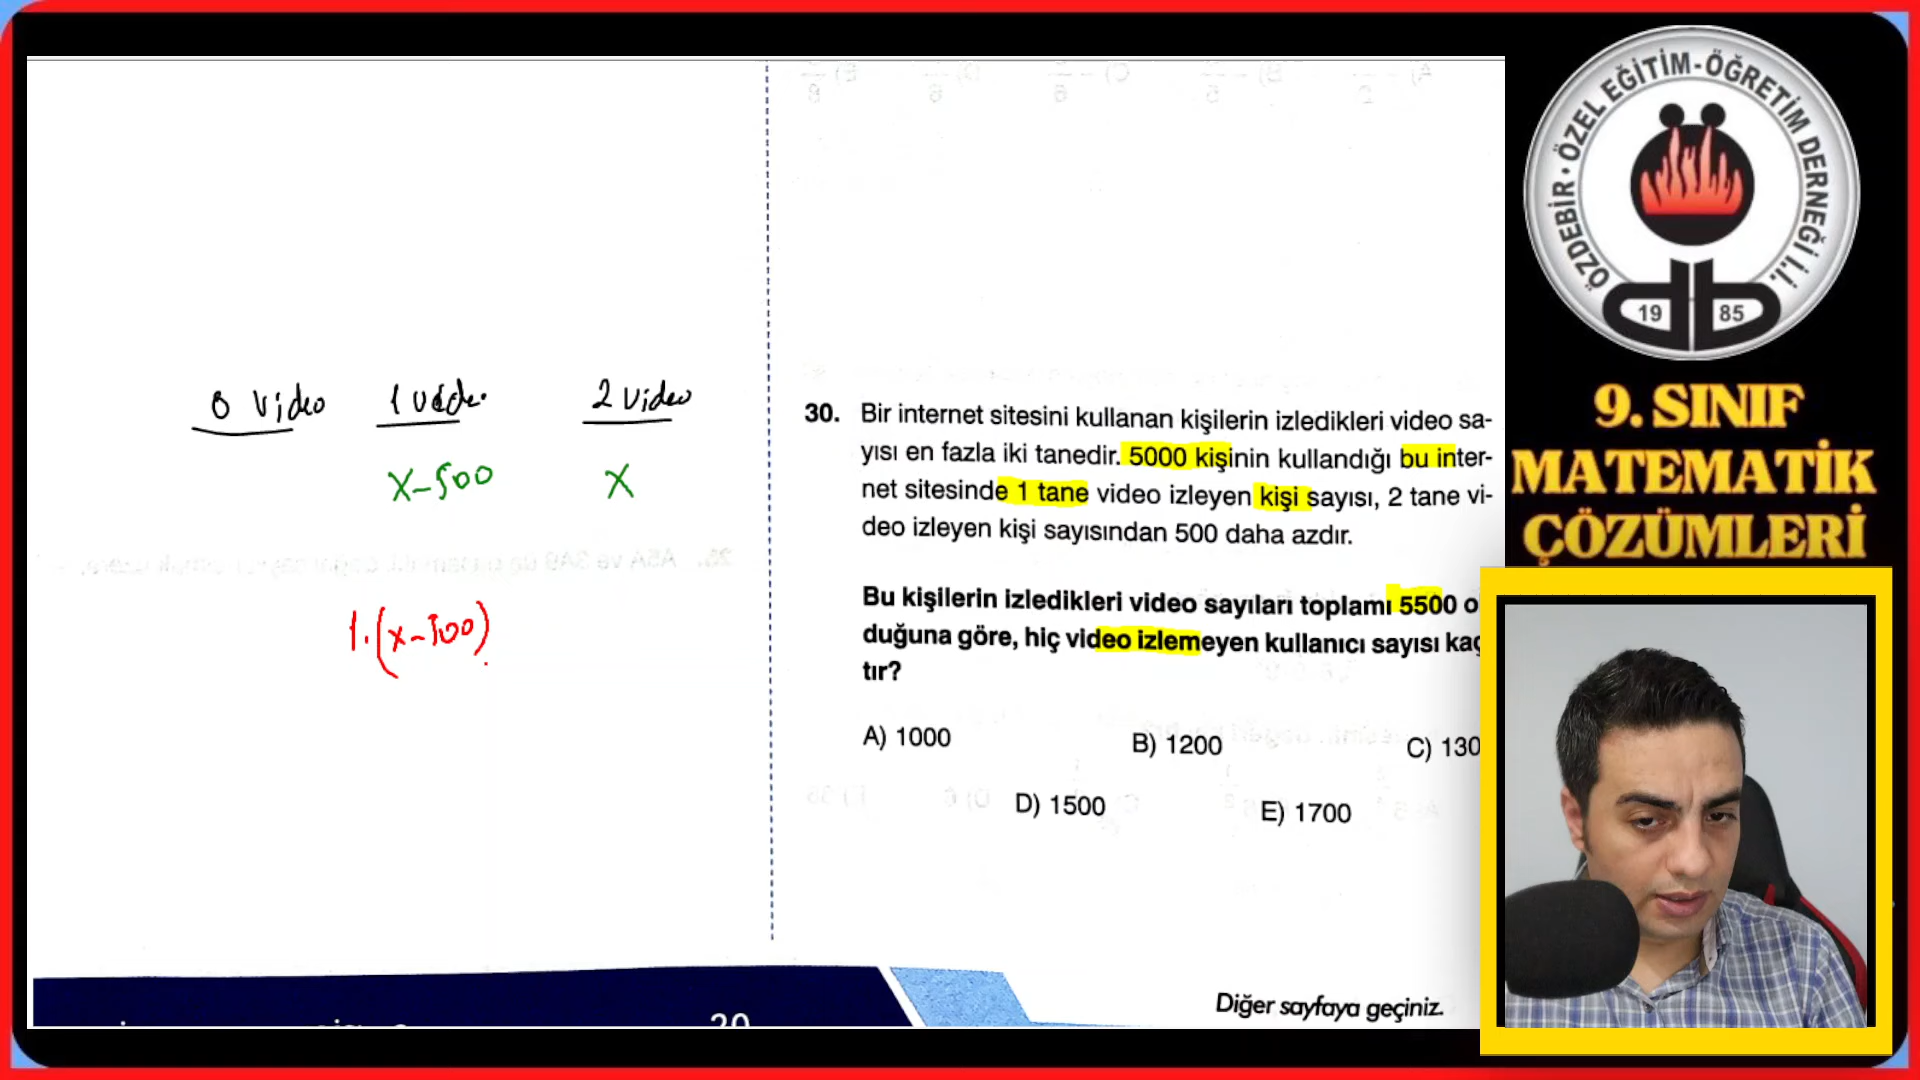 0 Video 1 video 2 Video
x-500 x
1.(x-500)
30. Bir internet sitesini kullanan kişilerin izledikleri video sa-
yısı en fazla iki tanedir. 5000 kişinin kullandığı bu inter-
net sitesinde 1 tane video izleyen kişi sayısı, 2 tane vi-
deo izleyen kişi sayısından 500 daha azdır.
Bu kişilerin izledikleri video sayıları toplamı 5500 o
duğuna göre, hiç video izlemeyen kullanıcı sayısı kaç
tır?
A) 1000 B) 1200 C) 130
D) 1500 E) 1700
Diğer sayfaya geçiniz.
20
ÖZDEBİR · ÖZEL EĞİTİM-ÖĞRETİM DERNEĞİ İ.İ.
19 85
9. SINIF
MATEMATİK
ÇÖZÜMLERİ